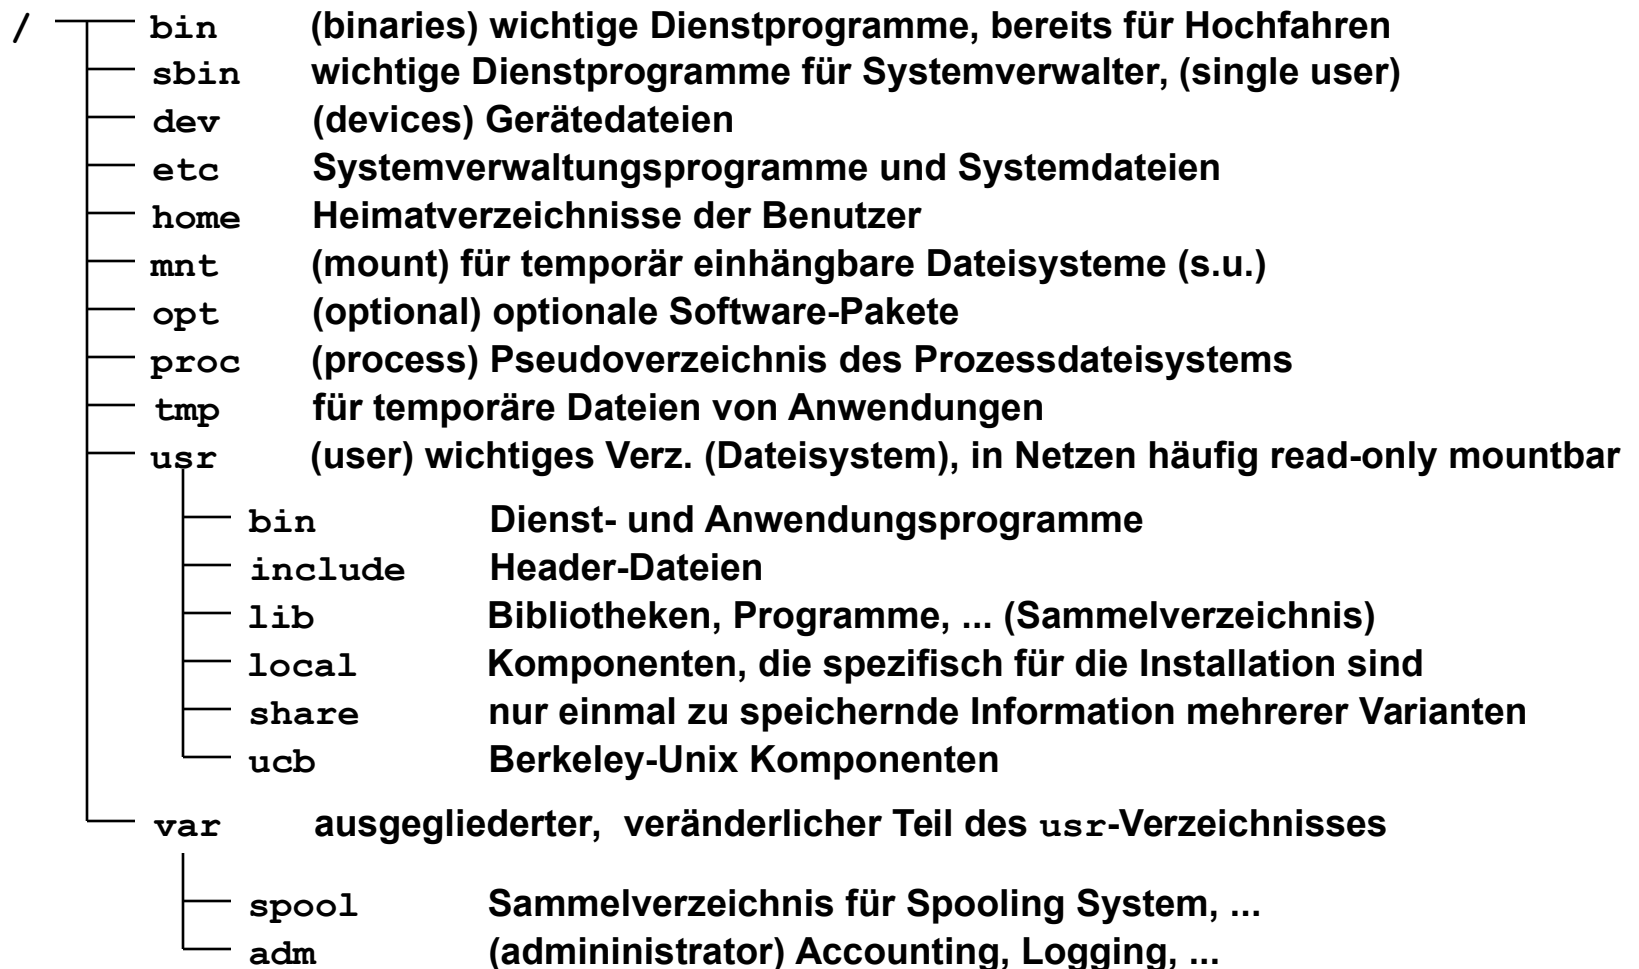 / bin (binaries) wichtige Dienstprogramme, bereits für Hochfahren
sbin wichtige Dienstprogramme für Systemverwalter, (single user)
dev (devices) Gerätedateien
etc Systemverwaltungsprogramme und Systemdateien
home Heimatverzeichnisse der Benutzer
mnt (mount) für temporär einhängbare Dateisysteme (s.u.)
opt (optional) optionale Software-Pakete
proc (process) Pseudoverzeichnis des Prozessdateisystems
tmp für temporäre Dateien von Anwendungen
usr (user) wichtiges Verz. (Dateisystem), in Netzen häufig read-only mountbar
bin Dienst- und Anwendungsprogramme
include Header-Dateien
lib Bibliotheken, Programme, ... (Sammelverzeichnis)
local Komponenten, die spezifisch für die Installation sind
share nur einmal zu speichernde Information mehrerer Varianten
ucb Berkeley-Unix Komponenten
var ausgegliederter, veränderlicher Teil des usr-Verzeichnisses
spool Sammelverzeichnis für Spooling System, ...
adm (admininistrator) Accounting, Logging, ...